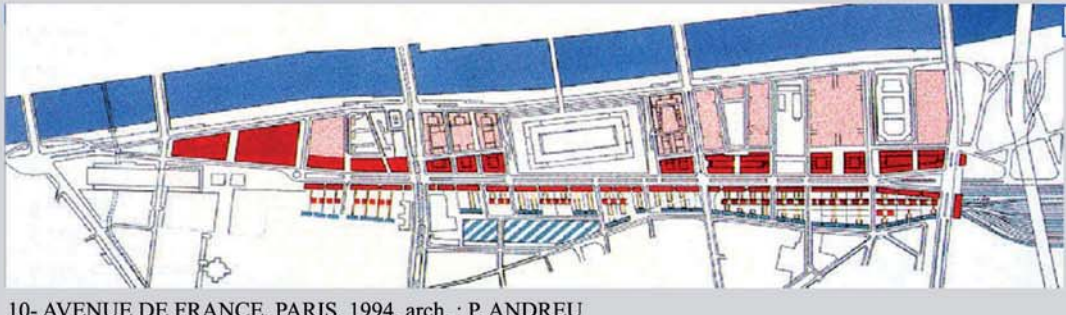 10- AVENUE DE FRANCE, PARIS, 1994, arch. : P. ANDREU